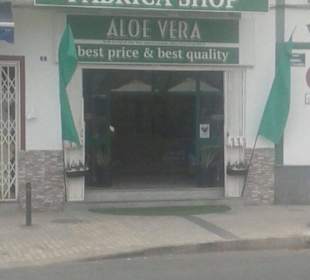 FABRICA SHOP
ALOE VERA
best price & best quality